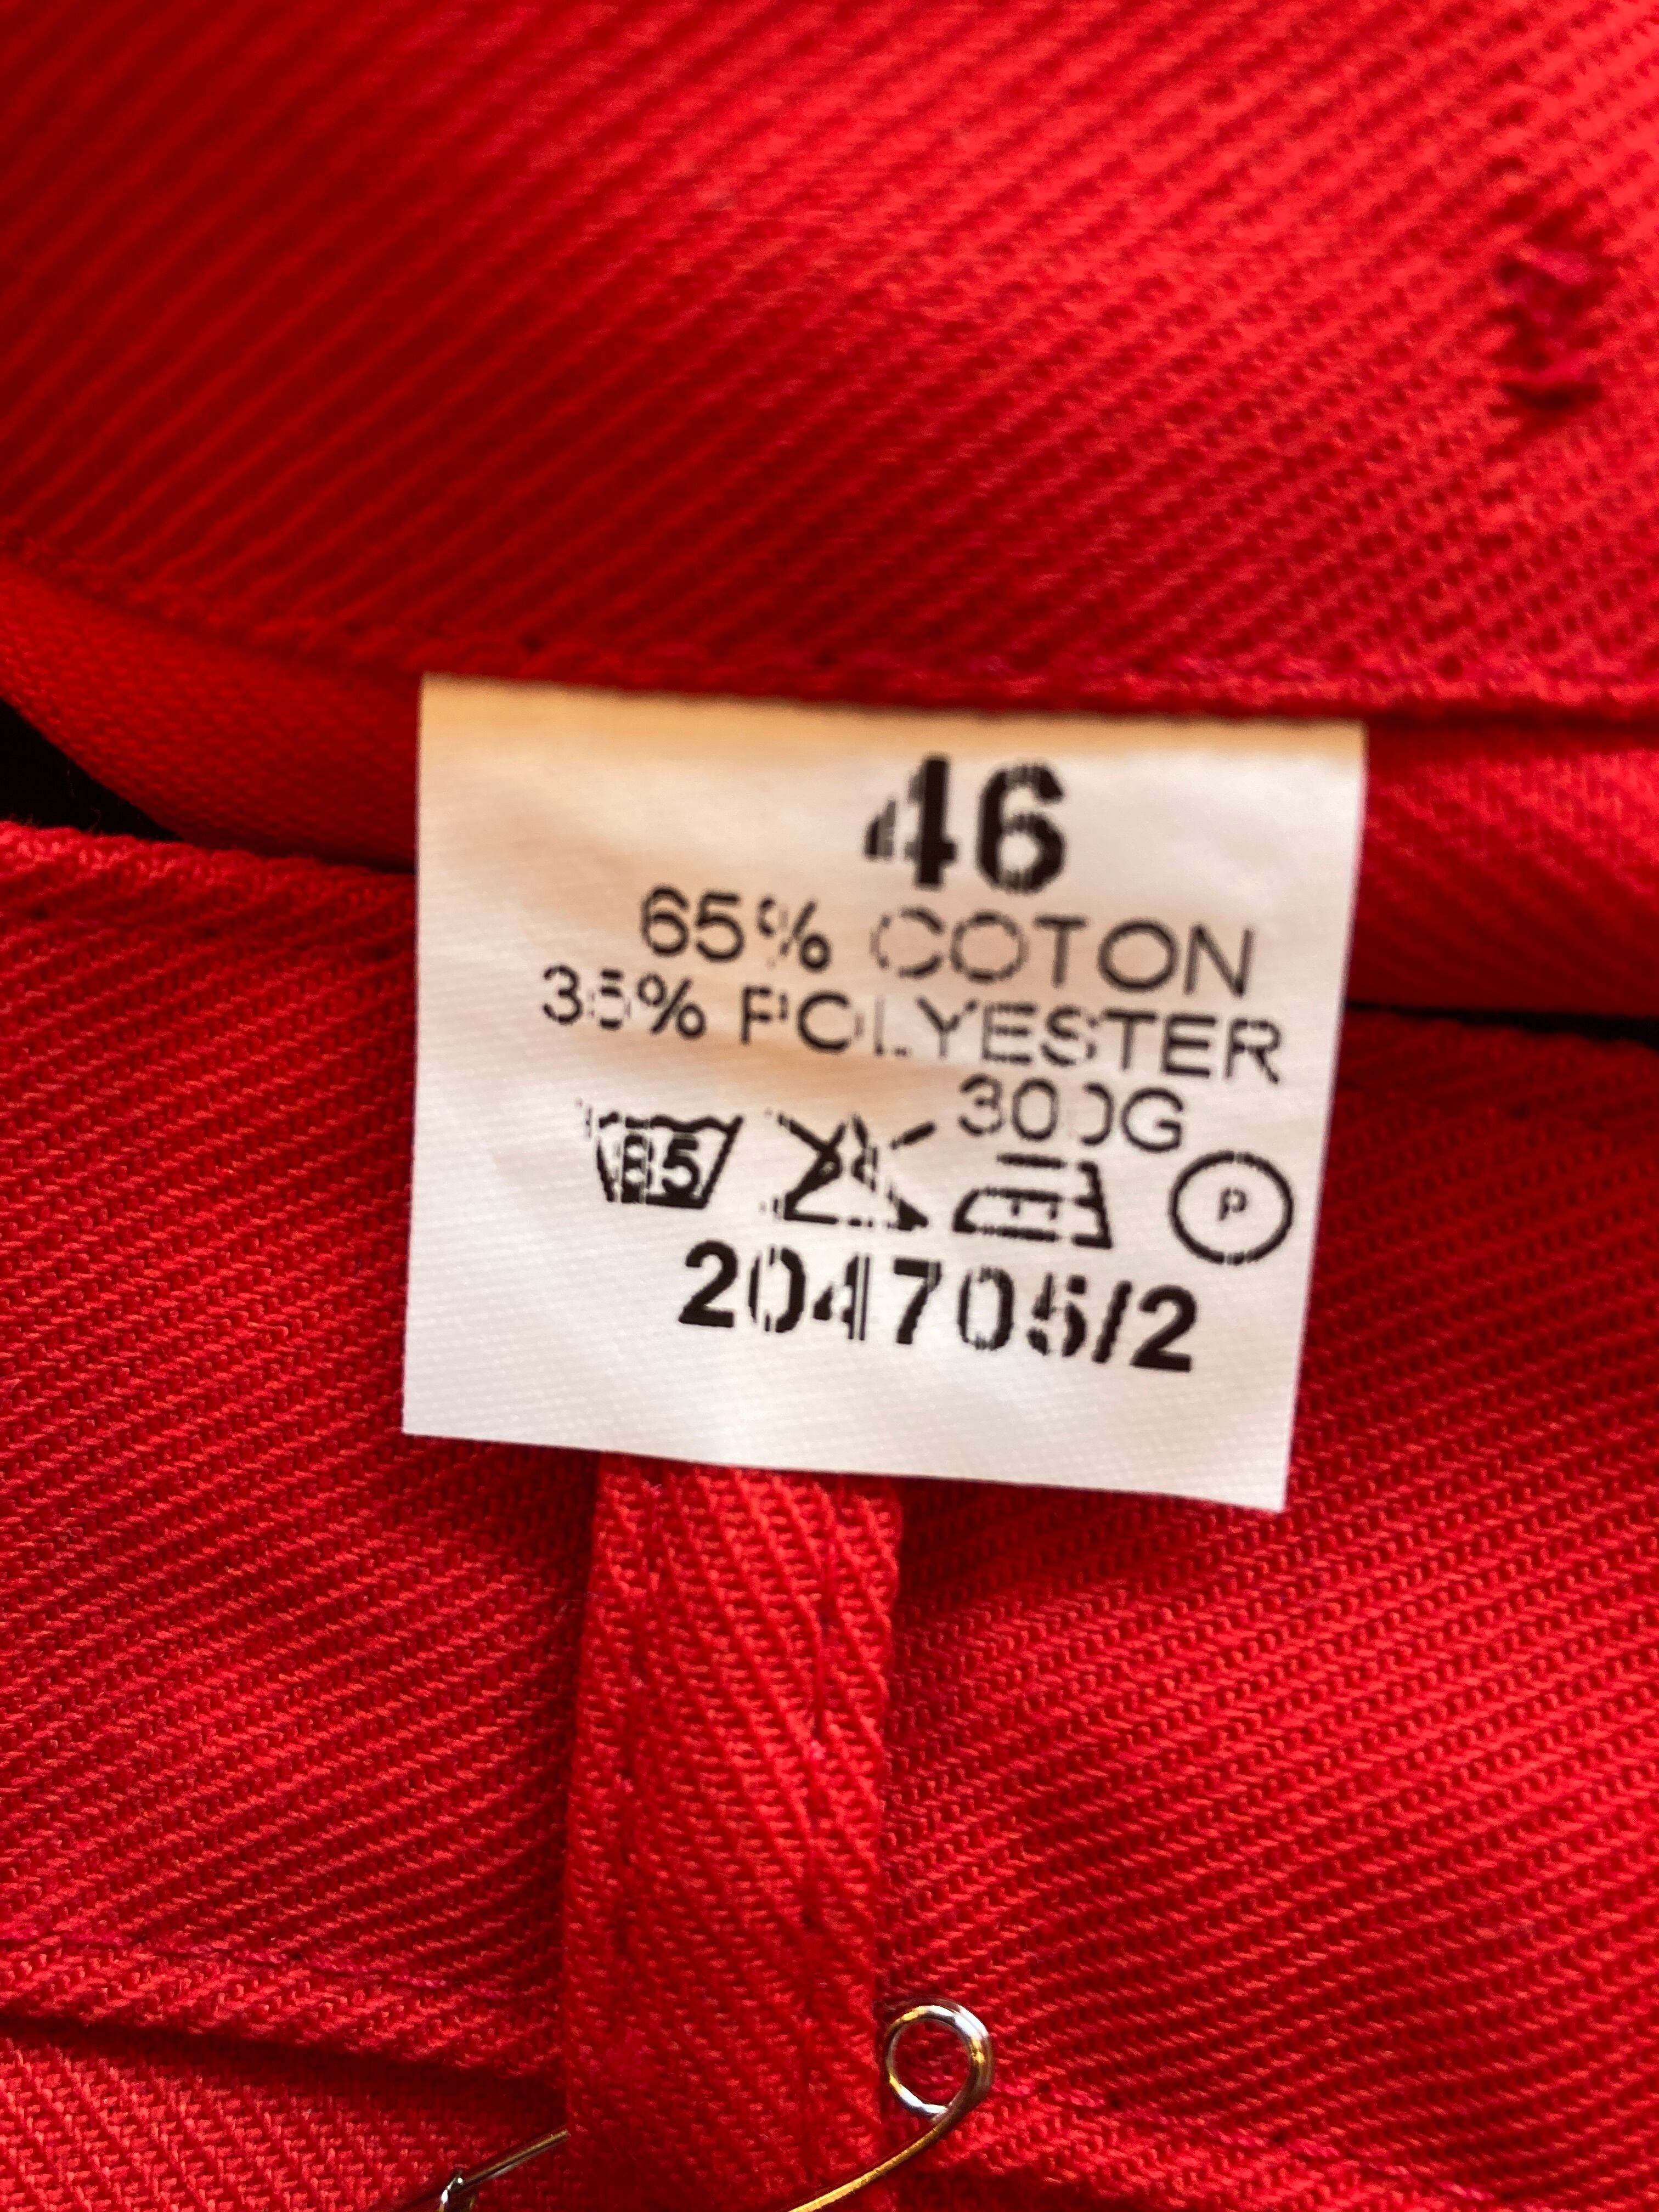 46
65% COTON
35% POLYESTER
300G
85 P
204705/2